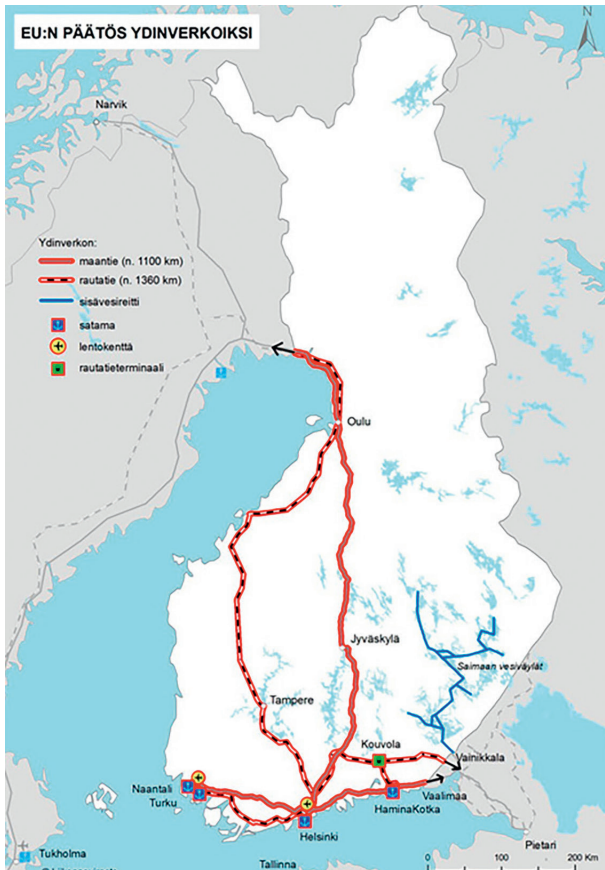 EU:N PÄÄTÖS YDINVERKOIKSI
N
Narvik
Ydinverkon:
maantie (n. 1100 km)
rautatie (n. 1360 km)
sisävesireitti
satama
lentokenttä
rautatieterminaali
Oulu
Jyväskylä
Saimaan vesiväylät
Tampere
Kouvola
Vainikkala
Naantali
Turku
HaminaKotka
Vaalimaa
Helsinki
Pietari
Tukholma
Tallinna
0 100 200 Km